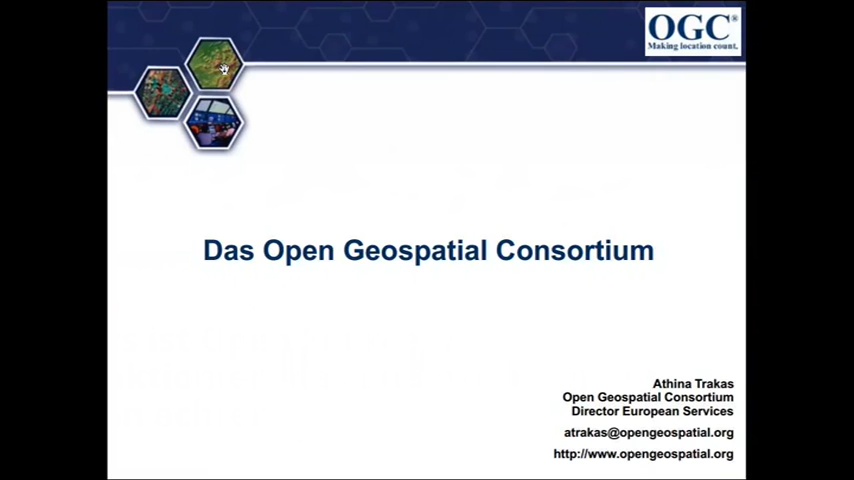 OGC®
Making location count.
Das Open Geospatial Consortium
Athina Trakas
Open Geospatial Consortium
Director European Services
atrakas@opengeospatial.org
http://www.opengeospatial.org